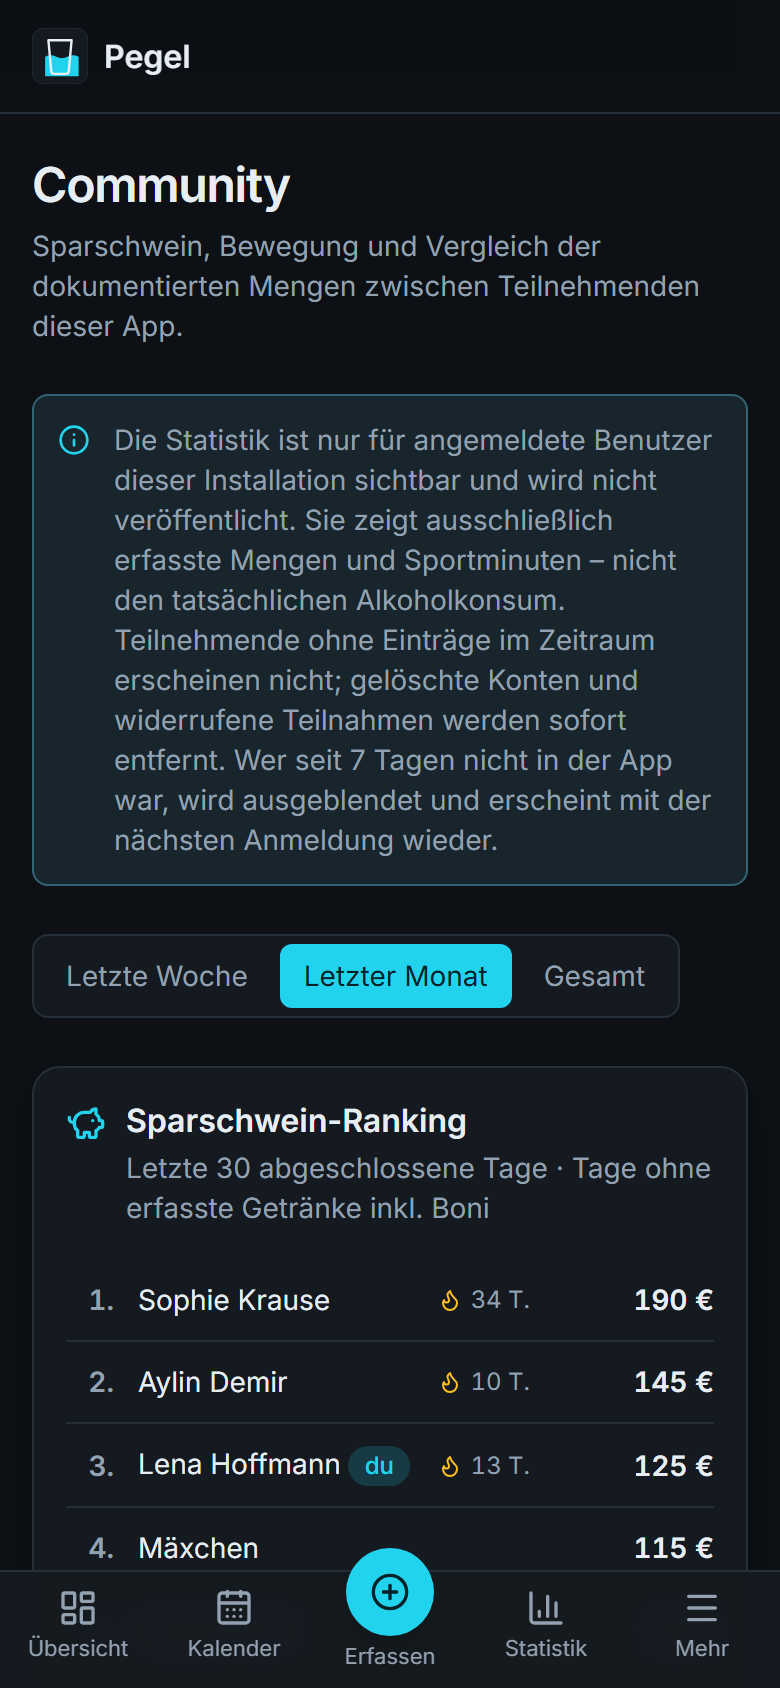 Pegel
Community
Sparschwein, Bewegung und Vergleich der
dokumentierten Mengen zwischen Teilnehmenden
dieser App.
Die Statistik ist nur für angemeldete Benutzer
dieser Installation sichtbar und wird nicht
veröffentlicht. Sie zeigt ausschließlich
erfasste Mengen und Sportminuten – nicht
den tatsächlichen Alkoholkonsum.
Teilnehmende ohne Einträge im Zeitraum
erscheinen nicht; gelöschte Konten und
widerrufene Teilnahmen werden sofort
entfernt. Wer seit 7 Tagen nicht in der App
war, wird ausgeblendet und erscheint mit der
nächsten Anmeldung wieder.
Letzte Woche Letzter Monat Gesamt
Sparschwein-Ranking
Letzte 30 abgeschlossene Tage · Tage ohne
erfasste Getränke inkl. Boni
1. Sophie Krause 34 T. 190 €
2. Aylin Demir 10 T. 145 €
3. Lena Hoffmann du 13 T. 125 €
4. Mäxchen 115 €
Übersicht Kalender Erfassen Statistik Mehr